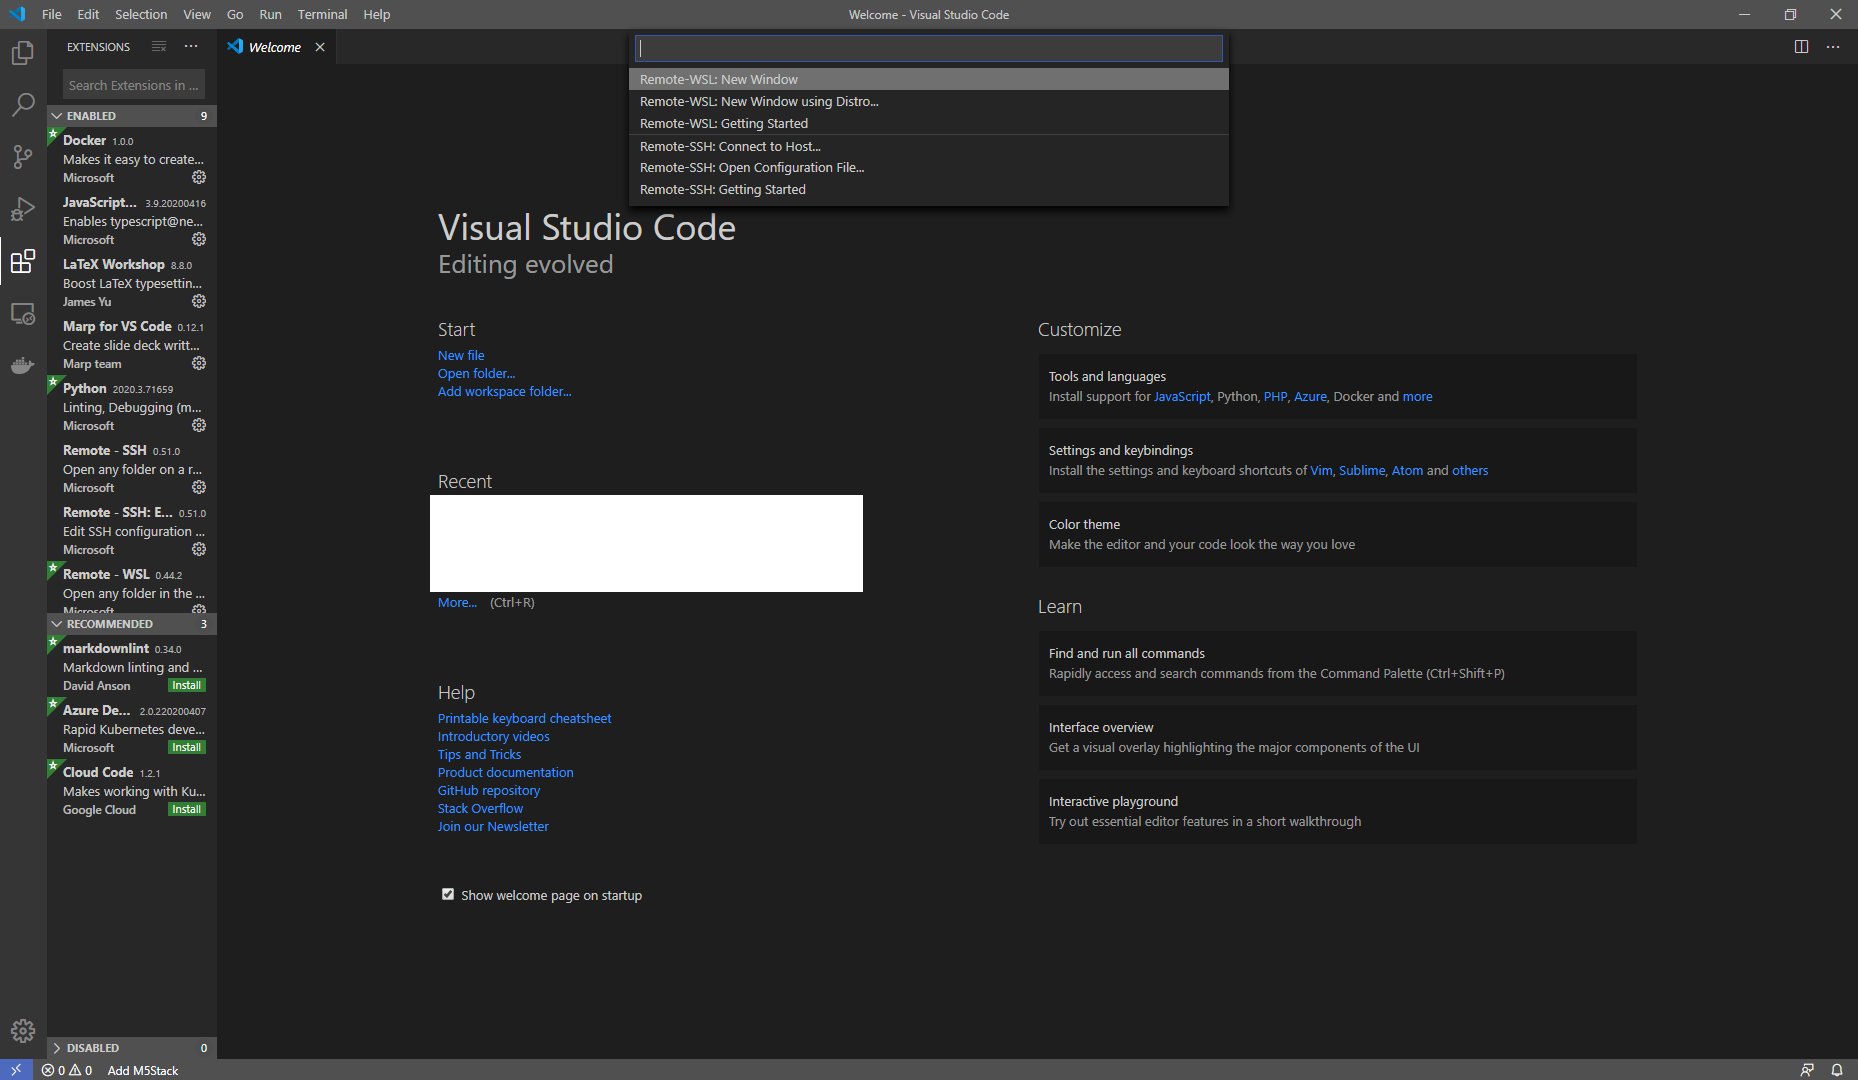 File Edit Selection View Go Run Terminal Help
Welcome - Visual Studio Code
EXTENSIONS
Welcome
Search Extensions in ...
ENABLED 9
Docker 1.0.0
Makes it easy to create...
Microsoft
JavaScript... 3.9.20200416
Enables typescript@ne...
Microsoft
LaTeX Workshop 8.8.0
Boost LaTeX typesettin...
James Yu
Marp for VS Code 0.12.1
Create slide deck writt...
Marp team
Python 2020.3.71659
Linting, Debugging (m...
Microsoft
Remote - SSH 0.51.0
Open any folder on a r...
Microsoft
Remote - SSH: E... 0.51.0
Edit SSH configuration ...
Microsoft
Remote - WSL 0.44.2
Open any folder in the ...
Microsoft
RECOMMENDED 3
markdownlint 0.34.0
Markdown linting and ...
David Anson Install
Azure De... 2.0.220200407
Rapid Kubernetes deve...
Microsoft Install
Cloud Code 1.2.1
Makes working with Ku...
Google Cloud Install
DISABLED 0
Remote-WSL: New Window
Remote-WSL: New Window using Distro...
Remote-WSL: Getting Started
Remote-SSH: Connect to Host...
Remote-SSH: Open Configuration File...
Remote-SSH: Getting Started
Visual Studio Code
Editing evolved
Start
New file
Open folder...
Add workspace folder...
Recent
More... (Ctrl+R)
Help
Printable keyboard cheatsheet
Introductory videos
Tips and Tricks
Product documentation
GitHub repository
Stack Overflow
Join our Newsletter
Show welcome page on startup
Customize
Tools and languages
Install support for JavaScript, Python, PHP, Azure, Docker and more
Settings and keybindings
Install the settings and keyboard shortcuts of Vim, Sublime, Atom and others
Color theme
Make the editor and your code look the way you love
Learn
Find and run all commands
Rapidly access and search commands from the Command Palette (Ctrl+Shift+P)
Interface overview
Get a visual overlay highlighting the major components of the UI
Interactive playground
Try out essential editor features in a short walkthrough
0 0 Add M5Stack